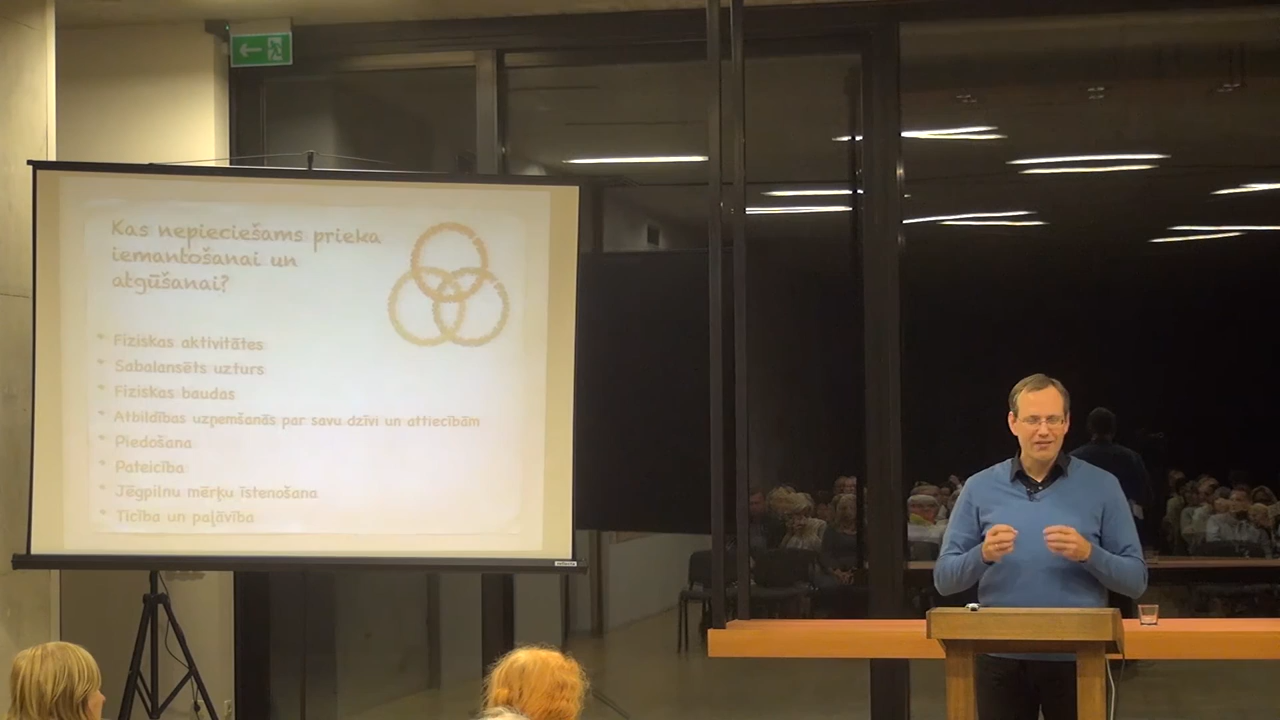 Kas nepieciešams prieka
iemantošanai un
atgūšanai?
* Fiziskas aktivitātes
* Sabalansēts uzturs
* Fiziskas baudas
* Atbildības uzņemšanās par savu dzīvi un attiecībām
* Piedošana
* Pateicība
* Jēgpilnu mērķu īstenošana
* Ticība un paļāvība